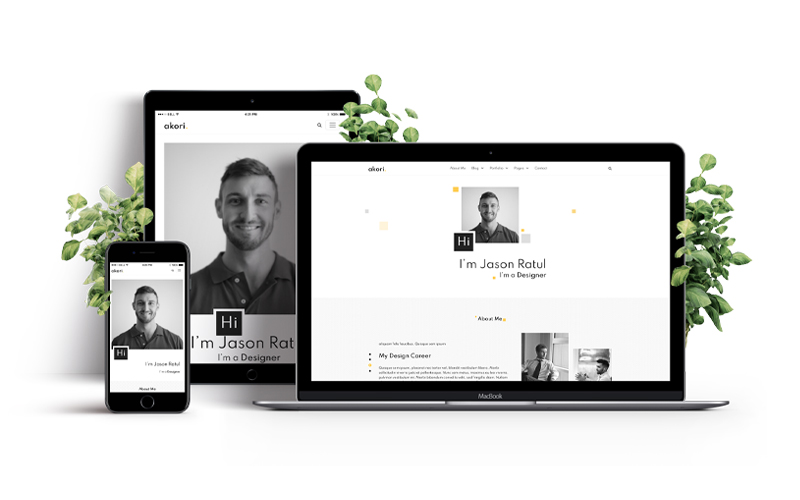 akori.
Hi
I'm Jason Rat
I'm a Designer
akori.
Hi
I'm Jason Ratul
I'm a Designer
About Me
akori.
About Me
Blog
Portfolio
Pages
Contact
Hi
I'm Jason Ratul
I'm a Designer
About Me
My Design Career
MacBook